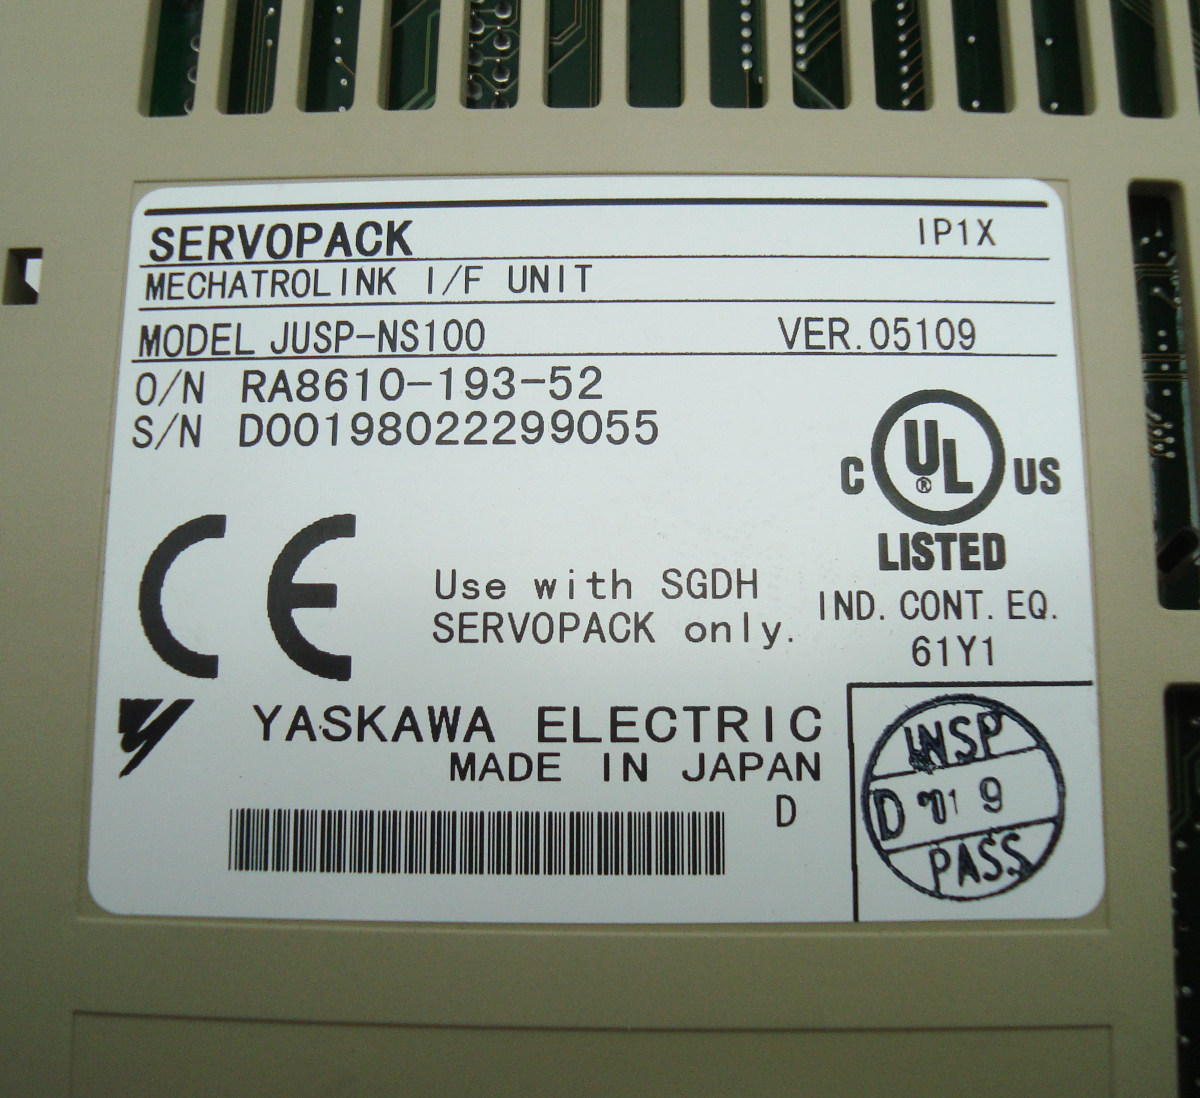 SERVOPACK IP1X
MECHATROLINK I/F UNIT
MODEL JUSP-NS100 VER.05109
O/N RA8610-193-52
S/N D00198022299055
C UL® US
LISTED
IND. CONT. EQ.
61Y1
CE
Use with SGDH
SERVOPACK only.
YASKAWA ELECTRIC
MADE IN JAPAN
D
INSP
D 9
PASS.